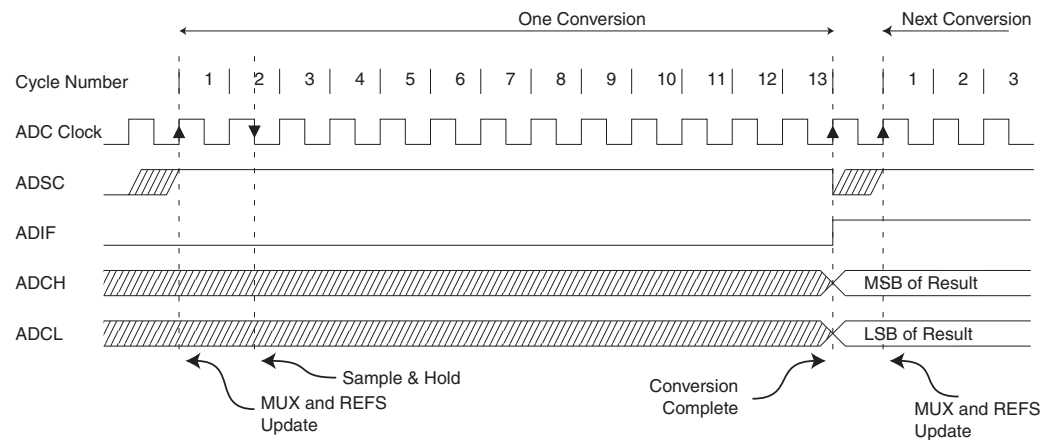 One Conversion
Next Conversion
Cycle Number
1 2 3 4 5 6 7 8 9 10 11 12 13 1 2 3
ADC Clock
ADSC
ADIF
ADCH
MSB of Result
ADCL
LSB of Result
Sample & Hold
MUX and REFS
Update
Conversion
Complete
MUX and REFS
Update